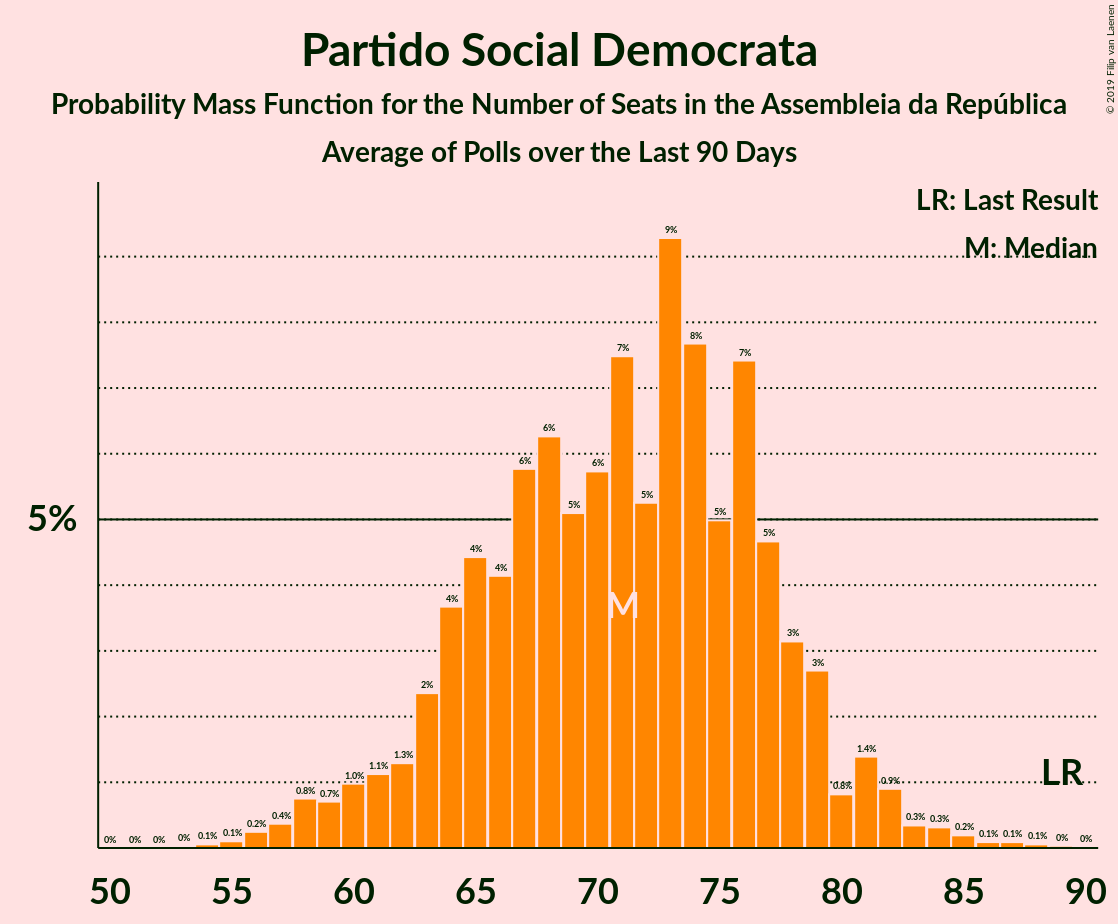 Partido Social Democrata
Probability Mass Function for the Number of Seats in the Assembleia da República
Average of Polls over the Last 90 Days
© 2019 Filip van Laenen
LR: Last Result
M: Median
5%
0% 0% 0% 0% 0.1% 0.1% 0.2% 0.4% 0.8% 0.7% 1.0% 1.1% 1.3% 2% 4% 4% 4% 6% 6% 5% 6% 7% 5% 9% 8% 5% 7% 5% 3% 3% 0.8% 1.4% 0.9% 0.3% 0.3% 0.2% 0.1% 0.1% 0.1% 0% 0%
M
LR
50 55 60 65 70 75 80 85 90